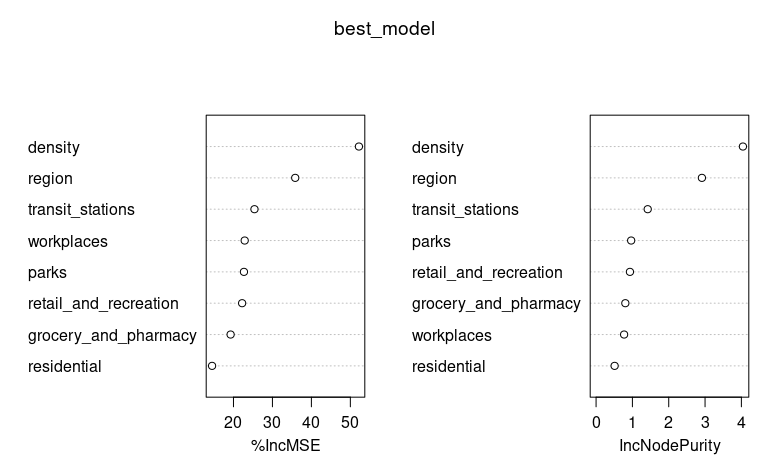 best_model
density
region
transit_stations
workplaces
parks
retail_and_recreation
grocery_and_pharmacy
residential
20 30 40 50
%IncMSE
density
region
transit_stations
parks
retail_and_recreation
grocery_and_pharmacy
workplaces
residential
0 1 2 3 4
IncNodePurity